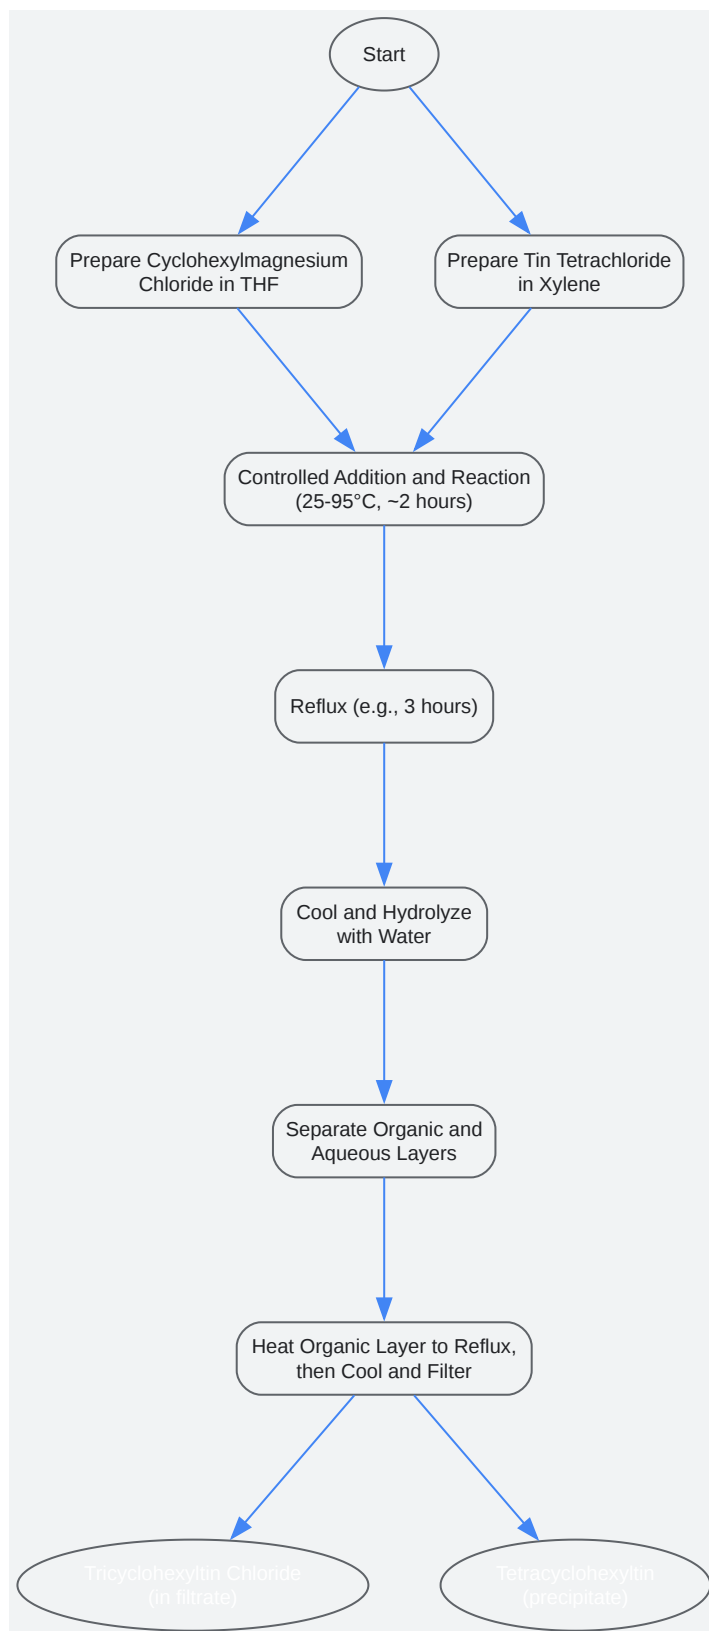 Start
Prepare Cyclohexylmagnesium
Chloride in THF
Prepare Tin Tetrachloride
in Xylene
Controlled Addition and Reaction
(25-95°C, ~2 hours)
Reflux (e.g., 3 hours)
Cool and Hydrolyze
with Water
Separate Organic and
Aqueous Layers
Heat Organic Layer to Reflux,
then Cool and Filter
Tricyclohexyltin Chloride
(in filtrate)
Tetracyclohexyltin
(precipitate)